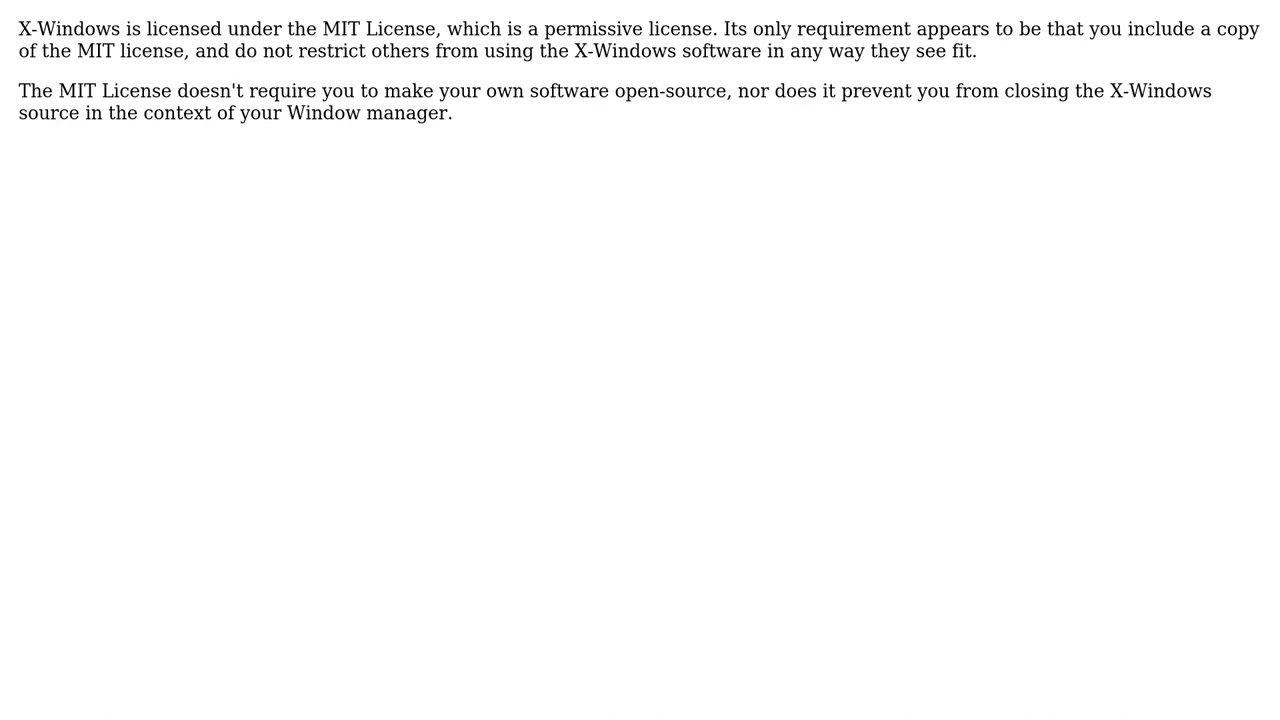 X-Windows is licensed under the MIT License, which is a permissive license. Its only requirement appears to be that you include a copy
of the MIT license, and do not restrict others from using the X-Windows software in any way they see fit.
The MIT License doesn't require you to make your own software open-source, nor does it prevent you from closing the X-Windows
source in the context of your Window manager.